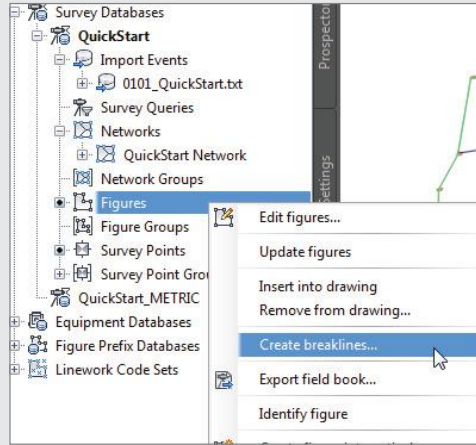 Survey Databases
QuickStart
Import Events
0101_QuickStart.txt
Survey Queries
Networks
QuickStart Network
Network Groups
Figures
Figure Groups
Survey Points
Survey Point
QuickStart_METRIC
Equipment Databases
Figure Prefix Databases
Linework Code Sets
Prospector
Settings
Edit figures...
Update figures
Insert into drawing
Remove from drawing...
Create breaklines...
Export field book...
Identify figure